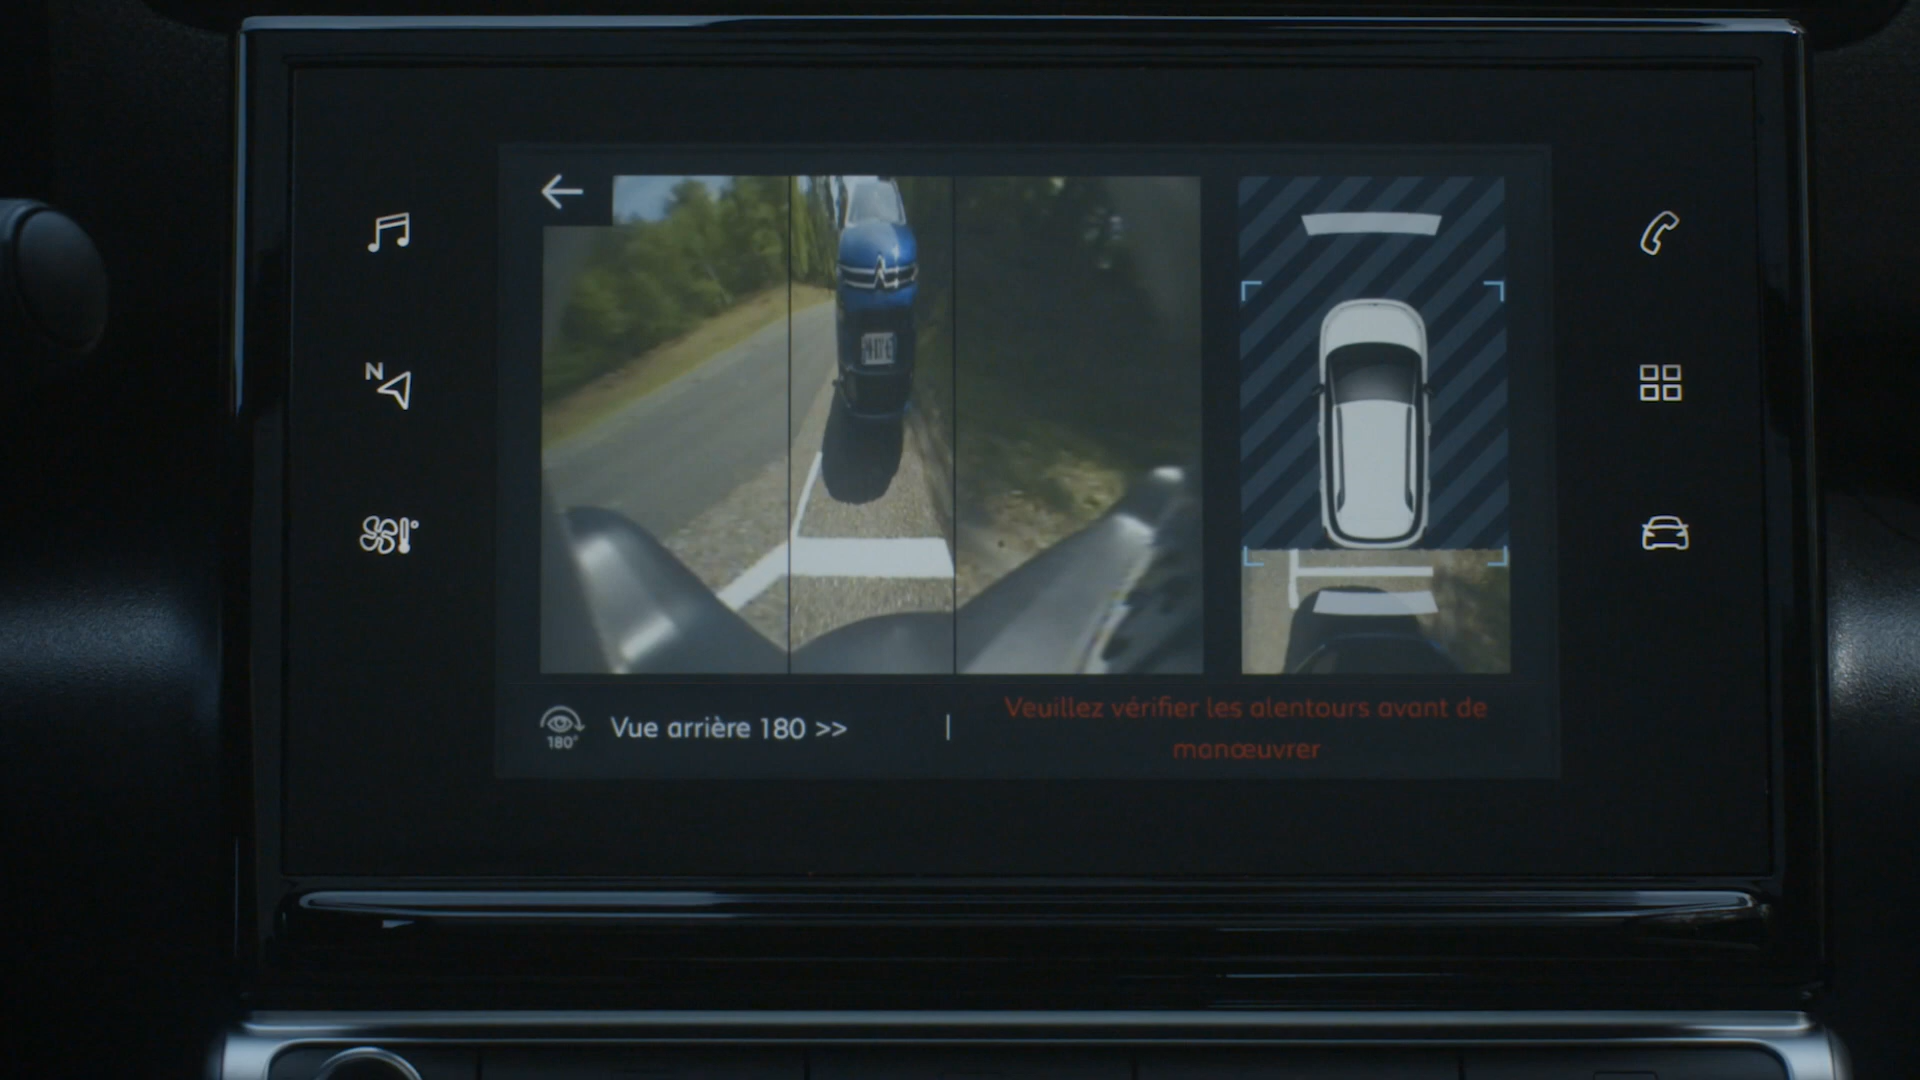 N
180°
Vue arrière 180 >>
Veuillez vérifier les alentours avant de
manœuvrer